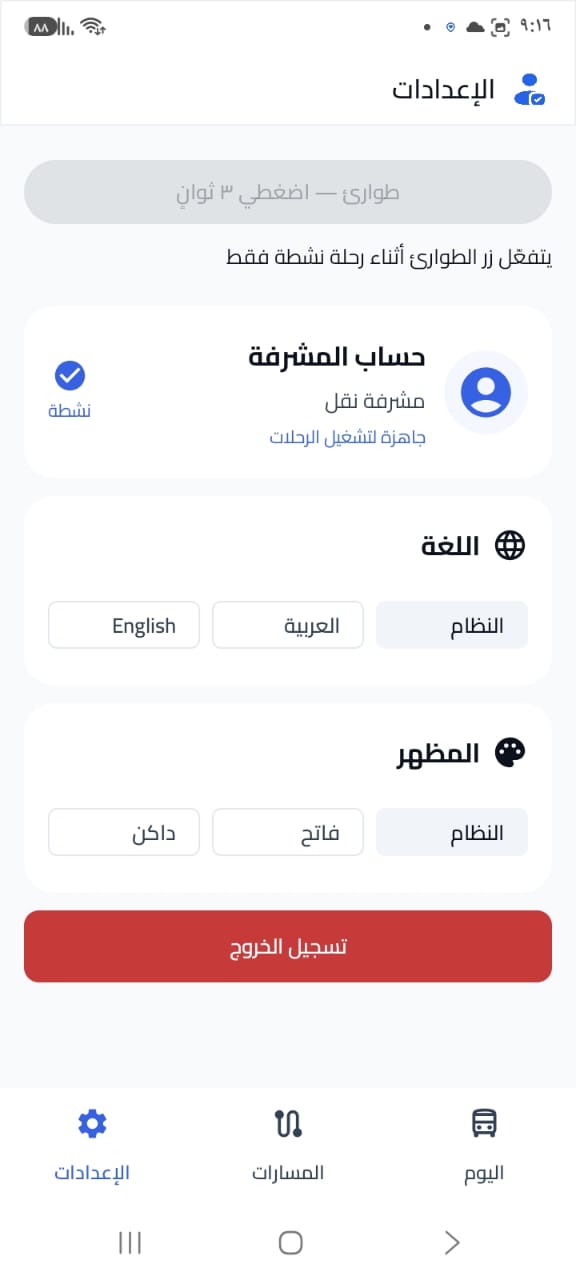 ٩:١٦
٨٨
الإعدادات
طوارئ — اضغطي ٣ ثوانٍ
يتفعّل زر الطوارئ أثناء رحلة نشطة فقط
حساب المشرفة
مشرفة نقل
جاهزة لتشغيل الرحلات
نشطة
اللغة
النظام العربية English
المظهر
النظام فاتح داكن
تسجيل الخروج
اليوم المسارات الإعدادات